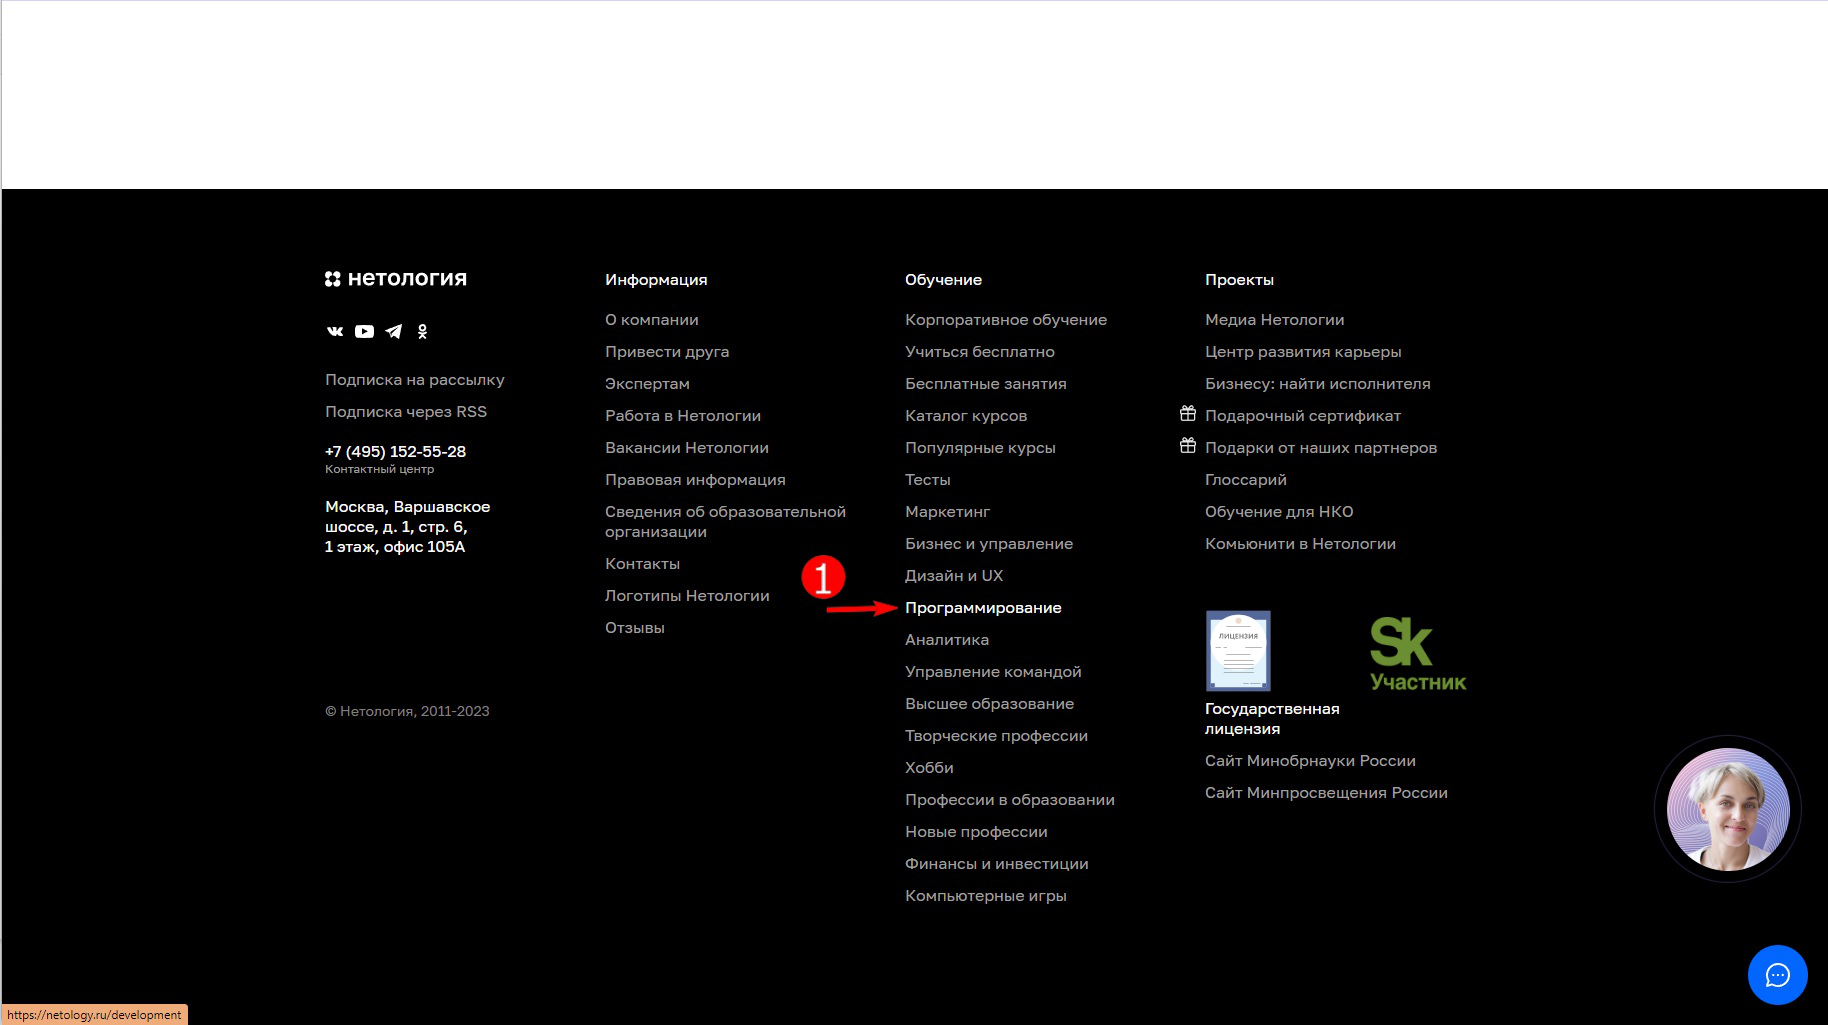 нетология
Подписка на рассылку
Подписка через RSS
+7 (495) 152-55-28
Контактный центр
Москва, Варшавское
шоссе, д. 1, стр. 6,
1 этаж, офис 105А
© Нетология, 2011-2023
Информация
О компании
Привести друга
Экспертам
Работа в Нетологии
Вакансии Нетологии
Правовая информация
Сведения об образовательной
организации
Контакты
Логотипы Нетологии
Отзывы
1
Обучение
Корпоративное обучение
Учиться бесплатно
Бесплатные занятия
Каталог курсов
Популярные курсы
Тесты
Маркетинг
Бизнес и управление
Дизайн и UX
Программирование
Аналитика
Управление командой
Высшее образование
Творческие профессии
Хобби
Профессии в образовании
Новые профессии
Финансы и инвестиции
Компьютерные игры
Проекты
Медиа Нетологии
Центр развития карьеры
Бизнесу: найти исполнителя
Подарочный сертификат
Подарки от наших партнеров
Глоссарий
Обучение для НКО
Комьюнити в Нетологии
ЛИЦЕНЗИЯ
Sk
Участник
Государственная
лицензия
Сайт Минобрнауки России
Сайт Минпросвещения России
https://netology.ru/development